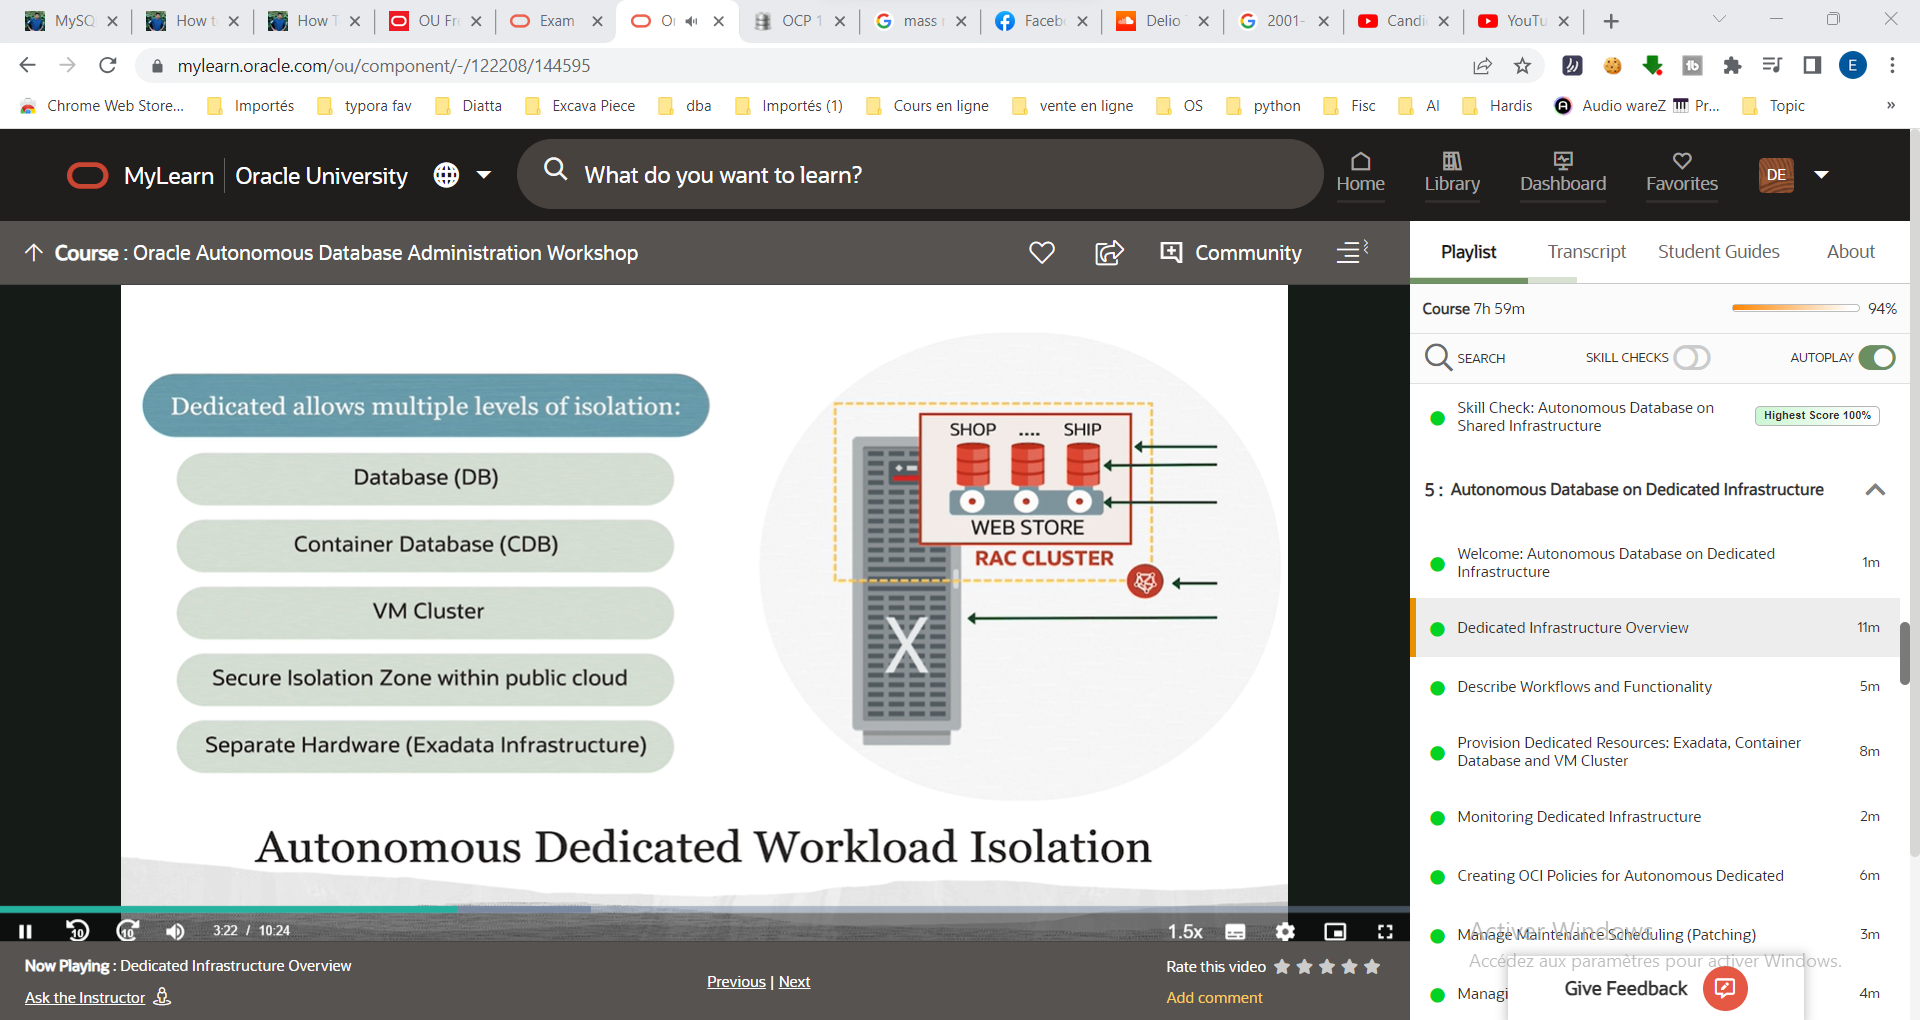 MySQ
How t
How T
OU Fr
Exam
Or
OCP 1
mass
Faceb
Delio
2001-
Candi
YouTu
mylearn.oracle.com/ou/component/-/122208/144595
E
Chrome Web Store...
Importés
typora fav
Diatta
Excava Piece
dba
Importés (1)
Cours en ligne
vente en ligne
OS
python
Fisc
AI
Hardis
Audio wareZ
Pr...
Topic
»
MyLearn
Oracle University
What do you want to learn?
Home
Library
Dashboard
Favorites
DE
Course : Oracle Autonomous Database Administration Workshop
Community
Dedicated allows multiple levels of isolation:
Database (DB)
Container Database (CDB)
VM Cluster
Secure Isolation Zone within public cloud
Separate Hardware (Exadata Infrastructure)
SHOP .... SHIP
WEB STORE
RAC CLUSTER
X
Autonomous Dedicated Workload Isolation
10
10
3:22 / 10:24
1.5x
Now Playing : Dedicated Infrastructure Overview
Ask the Instructor
Previous | Next
Rate this video
Add comment
Playlist
Transcript
Student Guides
About
Course 7h 59m
94%
SEARCH
SKILL CHECKS
AUTOPLAY
Skill Check: Autonomous Database on
Shared Infrastructure
Highest Score 100%
5 : Autonomous Database on Dedicated Infrastructure
Welcome: Autonomous Database on Dedicated
Infrastructure
1m
Dedicated Infrastructure Overview
11m
Describe Workflows and Functionality
5m
Provision Dedicated Resources: Exadata, Container
Database and VM Cluster
8m
Monitoring Dedicated Infrastructure
2m
Creating OCI Policies for Autonomous Dedicated
6m
Activer Windows
Manage Maintenance Scheduling (Patching)
3m
Accédez aux paramètres pour activer Windows.
Managi
4m
Give Feedback